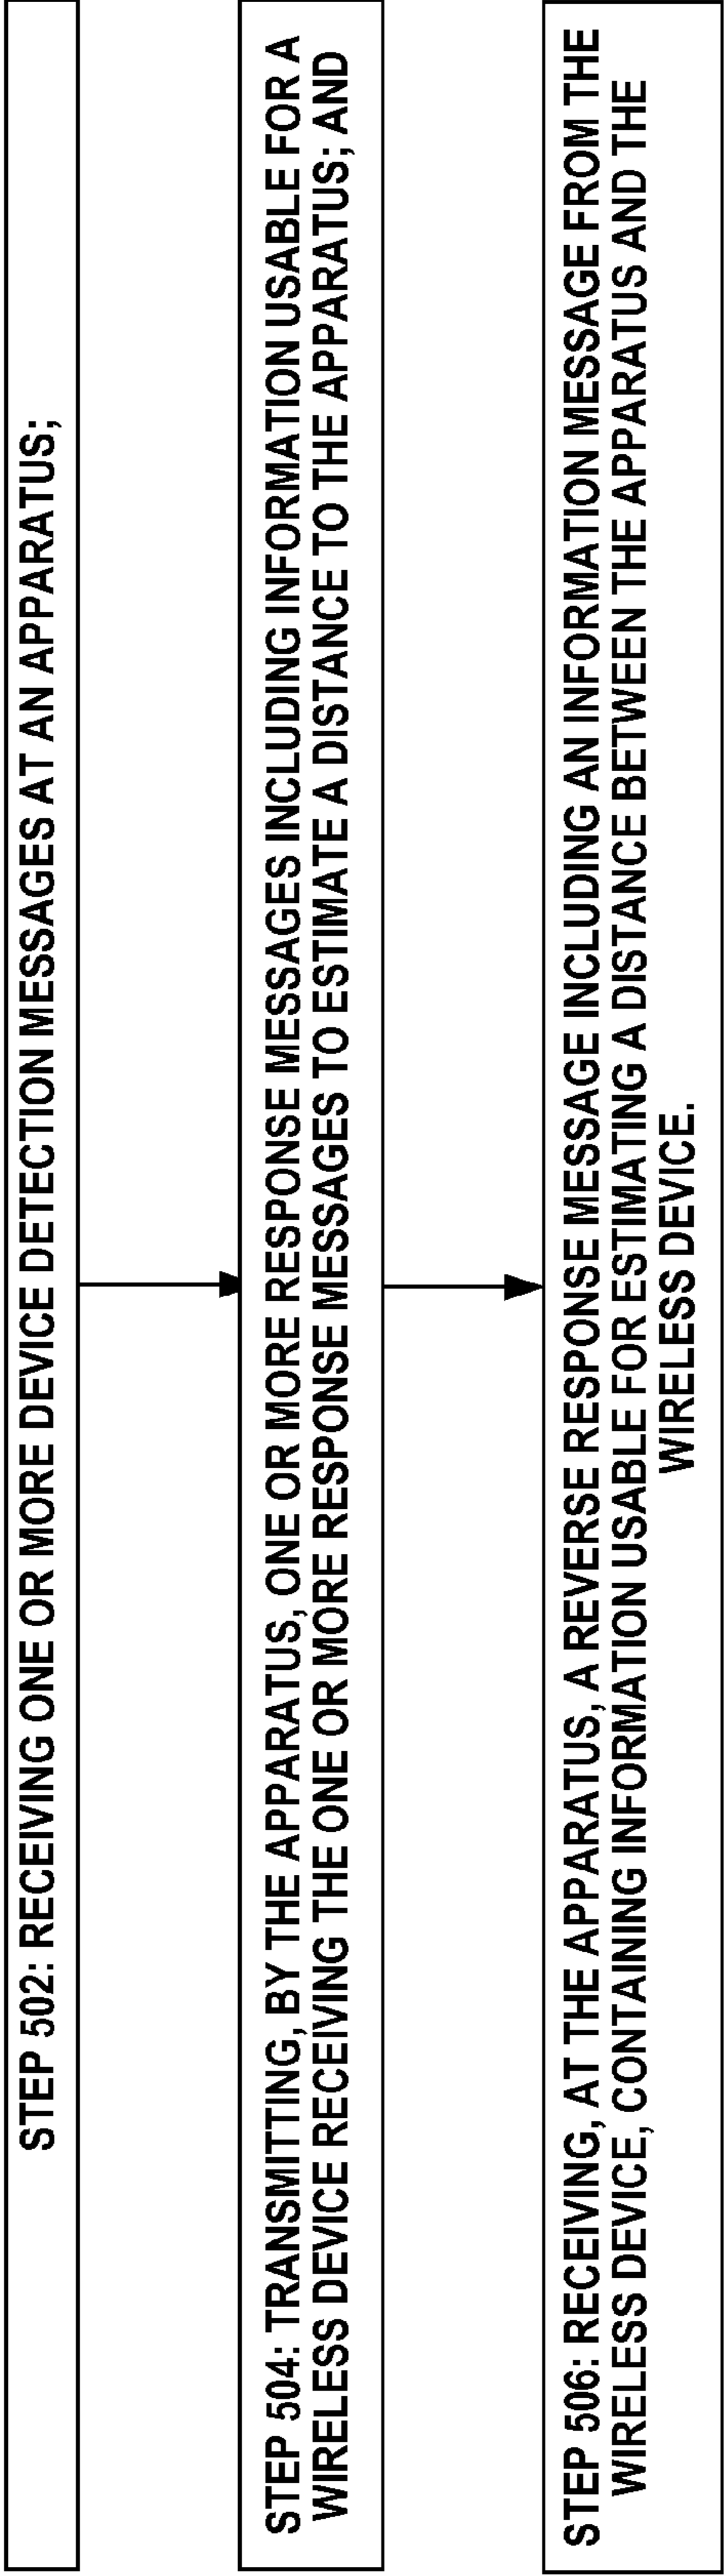 STEP 502: RECEIVING ONE OR MORE DEVICE DETECTION MESSAGES AT AN APPARATUS;
STEP 504: TRANSMITTING, BY THE APPARATUS, ONE OR MORE RESPONSE MESSAGES INCLUDING INFORMATION USABLE FOR A
WIRELESS DEVICE RECEIVING THE ONE OR MORE RESPONSE MESSAGES TO ESTIMATE A DISTANCE TO THE APPARATUS; AND
STEP 506: RECEIVING, AT THE APPARATUS, A REVERSE RESPONSE MESSAGE INCLUDING AN INFORMATION MESSAGE FROM THE
WIRELESS DEVICE, CONTAINING INFORMATION USABLE FOR ESTIMATING A DISTANCE BETWEEN THE APPARATUS AND THE
WIRELESS DEVICE.